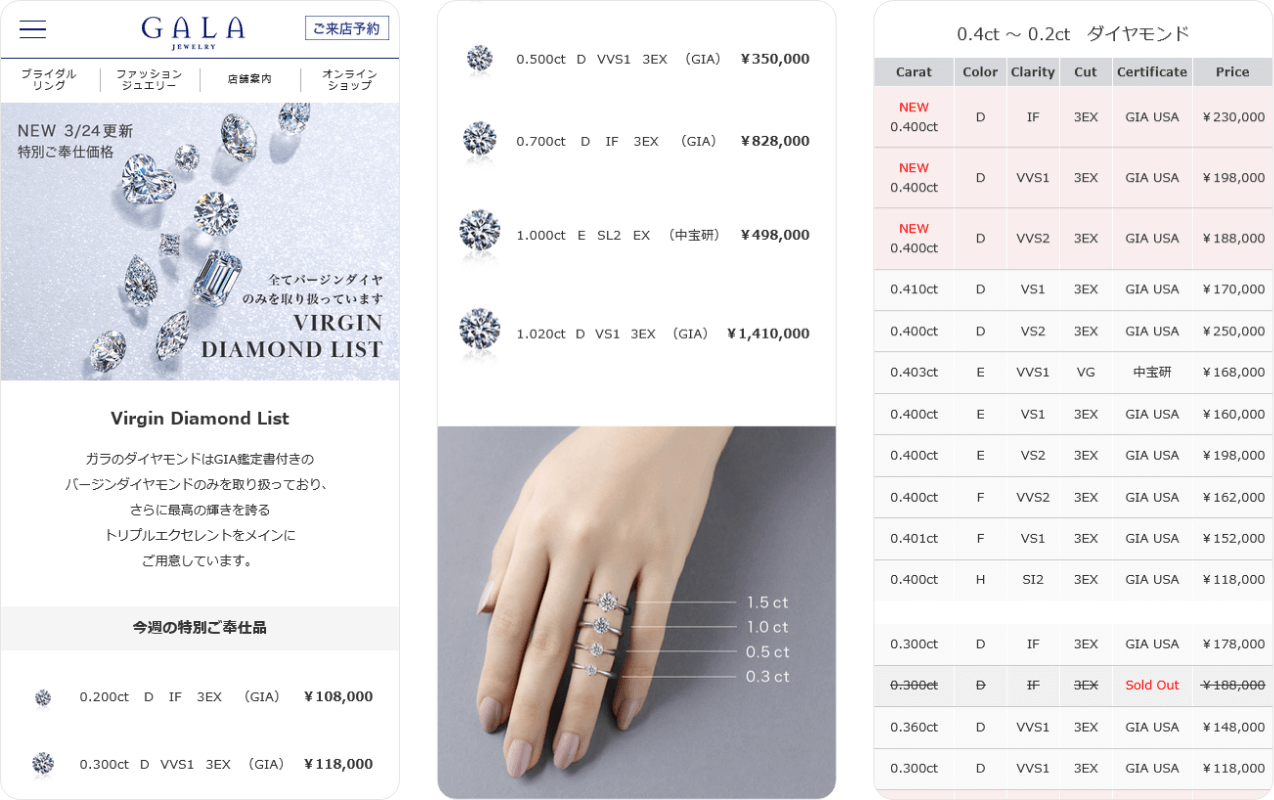 GALA
JEWELRY
ご来店予約
ブライダル
リング
ファッション
ジュエリー
店舗案内
オンライン
ショップ
NEW 3/24更新
特別ご奉仕価格
全てバージンダイヤ
のみを取り扱っています
VIRGIN
DIAMOND LIST
Virgin Diamond List
ガラのダイヤモンドはGIA鑑定書付きの
バージンダイヤモンドのみを取り扱っており、
さらに最高の輝きを誇る
トリプルエクセレントをメインに
ご用意しています。
今週の特別ご奉仕品
0.200ct D IF 3EX （GIA） ¥108,000
0.300ct D VVS1 3EX （GIA） ¥118,000
0.500ct D VVS1 3EX （GIA） ¥350,000
0.700ct D IF 3EX （GIA） ¥828,000
1.000ct E SL2 EX （中宝研） ¥498,000
1.020ct D VS1 3EX （GIA） ¥1,410,000
1.5 ct
1.0 ct
0.5 ct
0.3 ct
0.4ct ～ 0.2ct ダイヤモンド
Carat Color Clarity Cut Certificate Price
NEW
0.400ct D IF 3EX GIA USA ¥230,000
NEW
0.400ct D VVS1 3EX GIA USA ¥198,000
NEW
0.400ct D VVS2 3EX GIA USA ¥188,000
0.410ct D VS1 3EX GIA USA ¥170,000
0.400ct D VS2 3EX GIA USA ¥250,000
0.403ct E VVS1 VG 中宝研 ¥168,000
0.400ct E VS1 3EX GIA USA ¥160,000
0.400ct E VS2 3EX GIA USA ¥198,000
0.400ct F VVS2 3EX GIA USA ¥162,000
0.401ct F VS1 3EX GIA USA ¥152,000
0.400ct H SI2 3EX GIA USA ¥118,000
0.300ct D IF 3EX GIA USA ¥178,000
0.300ct D IF 3EX Sold Out ¥188,000
0.360ct D VVS1 3EX GIA USA ¥148,000
0.300ct D VVS1 3EX GIA USA ¥118,000